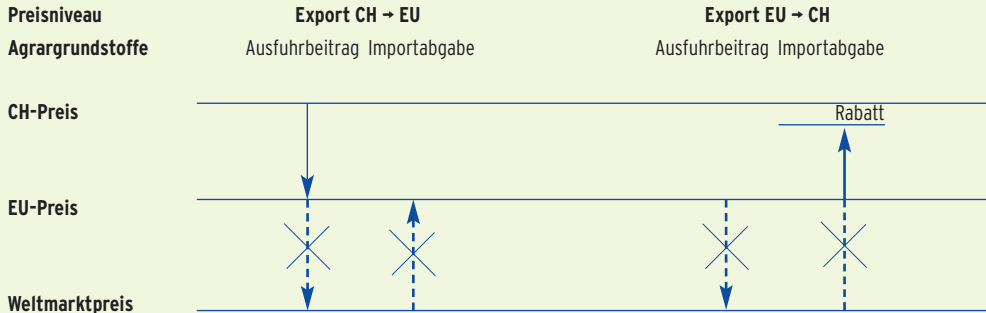 Preisniveau Export CH → EU Export EU → CH
Agrargrundstoffe Ausfuhrbeitrag Importabgabe Ausfuhrbeitrag Importabgabe
CH-Preis
Rabatt
EU-Preis
Weltmarktpreis